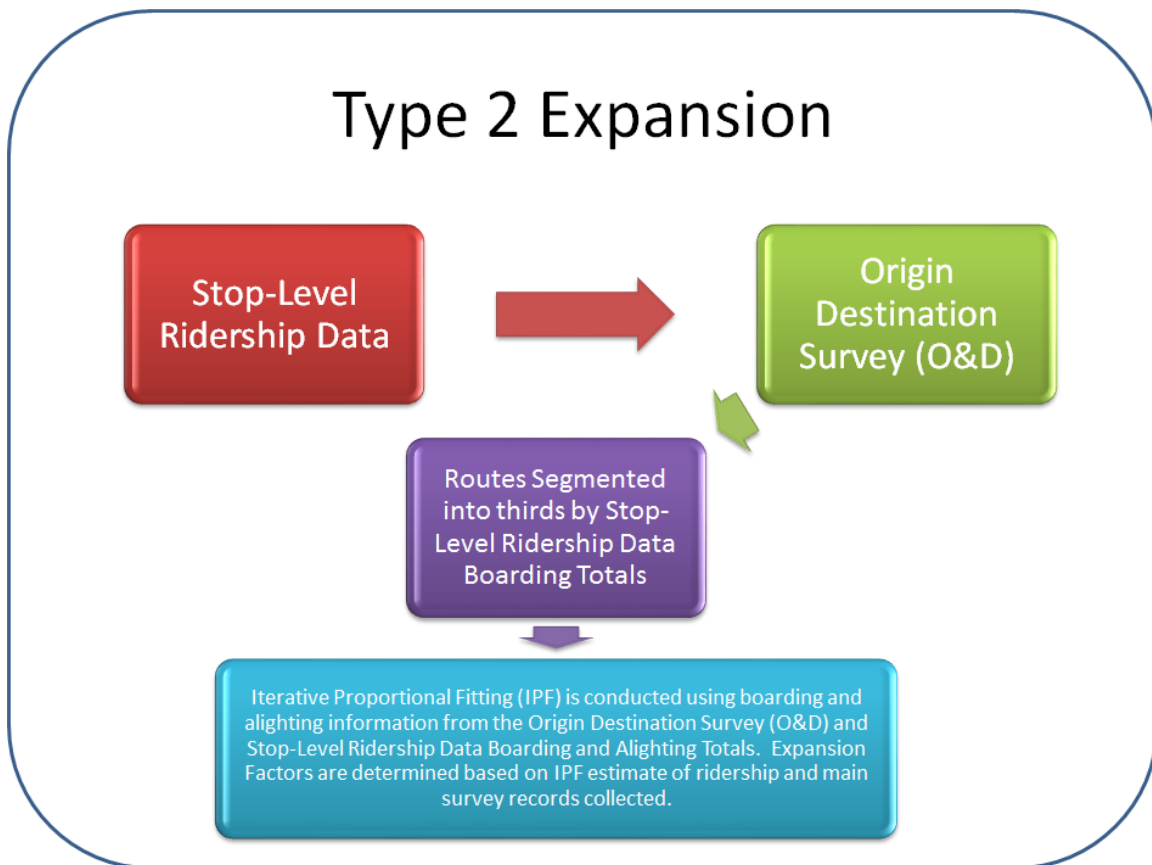 Type 2 Expansion
Stop-Level
Ridership Data
Origin
Destination
Survey (O&D)
Routes Segmented
into thirds by Stop-
Level Ridership Data
Boarding Totals
Iterative Proportional Fitting (IPF) is conducted using boarding and
alighting information from the Origin Destination Survey (O&D) and
Stop-Level Ridership Data Boarding and Alighting Totals.  Expansion
Factors are determined based on IPF estimate of ridership and main
survey records collected.